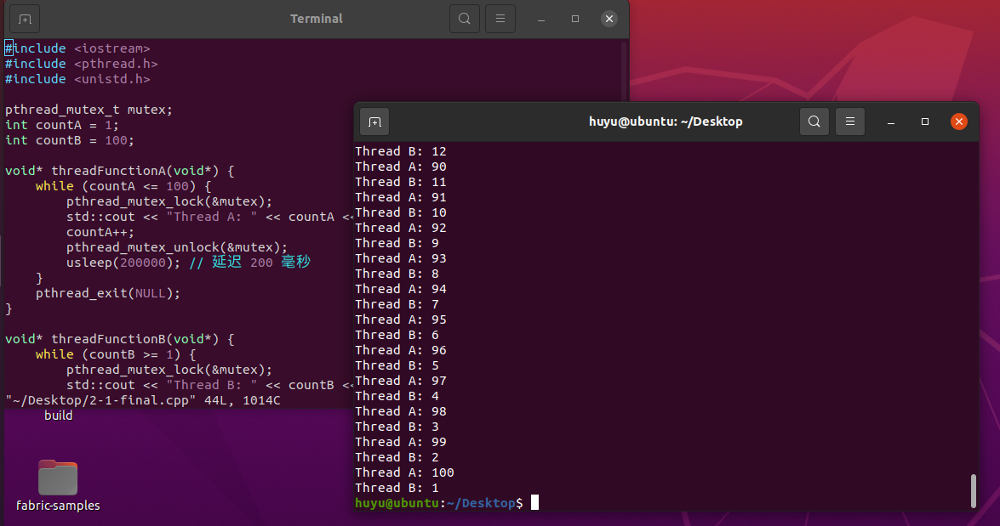 Terminal
#include <iostream>
#include <pthread.h>
#include <unistd.h>
pthread_mutex_t mutex;
int countA = 1;
int countB = 100;
void* threadFunctionA(void*) {
while (countA <= 100) {
pthread_mutex_lock(&mutex);
std::cout << "Thread A: " << countA <<
countA++;
pthread_mutex_unlock(&mutex);
usleep(200000); // 延迟 200 毫秒
}
pthread_exit(NULL);
}
void* threadFunctionB(void*) {
while (countB >= 1) {
pthread_mutex_lock(&mutex);
std::cout << "Thread B: " << countB <<
"~/Desktop/2-1-final.cpp" 44L, 1014C
build
fabric-samples
huyu@ubuntu: ~/Desktop
Thread B: 12
Thread A: 90
Thread B: 11
Thread A: 91
Thread B: 10
Thread A: 92
Thread B: 9
Thread A: 93
Thread B: 8
Thread A: 94
Thread B: 7
Thread A: 95
Thread B: 6
Thread A: 96
Thread B: 5
Thread A: 97
Thread B: 4
Thread A: 98
Thread B: 3
Thread A: 99
Thread B: 2
Thread A: 100
Thread B: 1
huyu@ubuntu:~/Desktop$